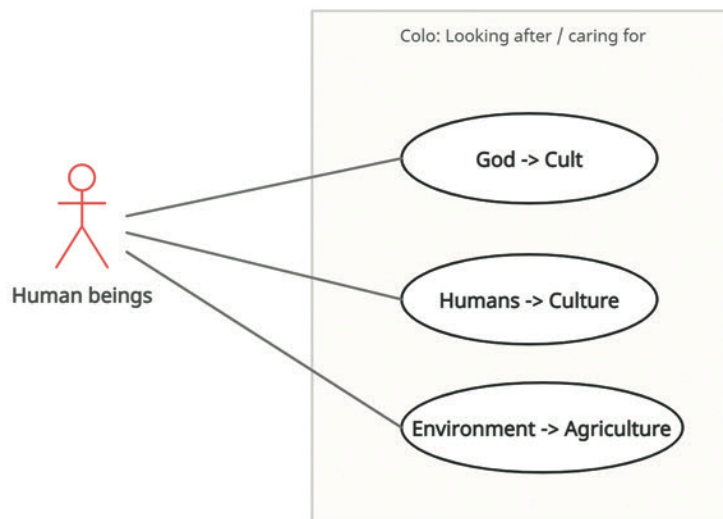 Colo: Looking after / caring for
God -> Cult
Human beings
Humans -> Culture
Environment -> Agriculture